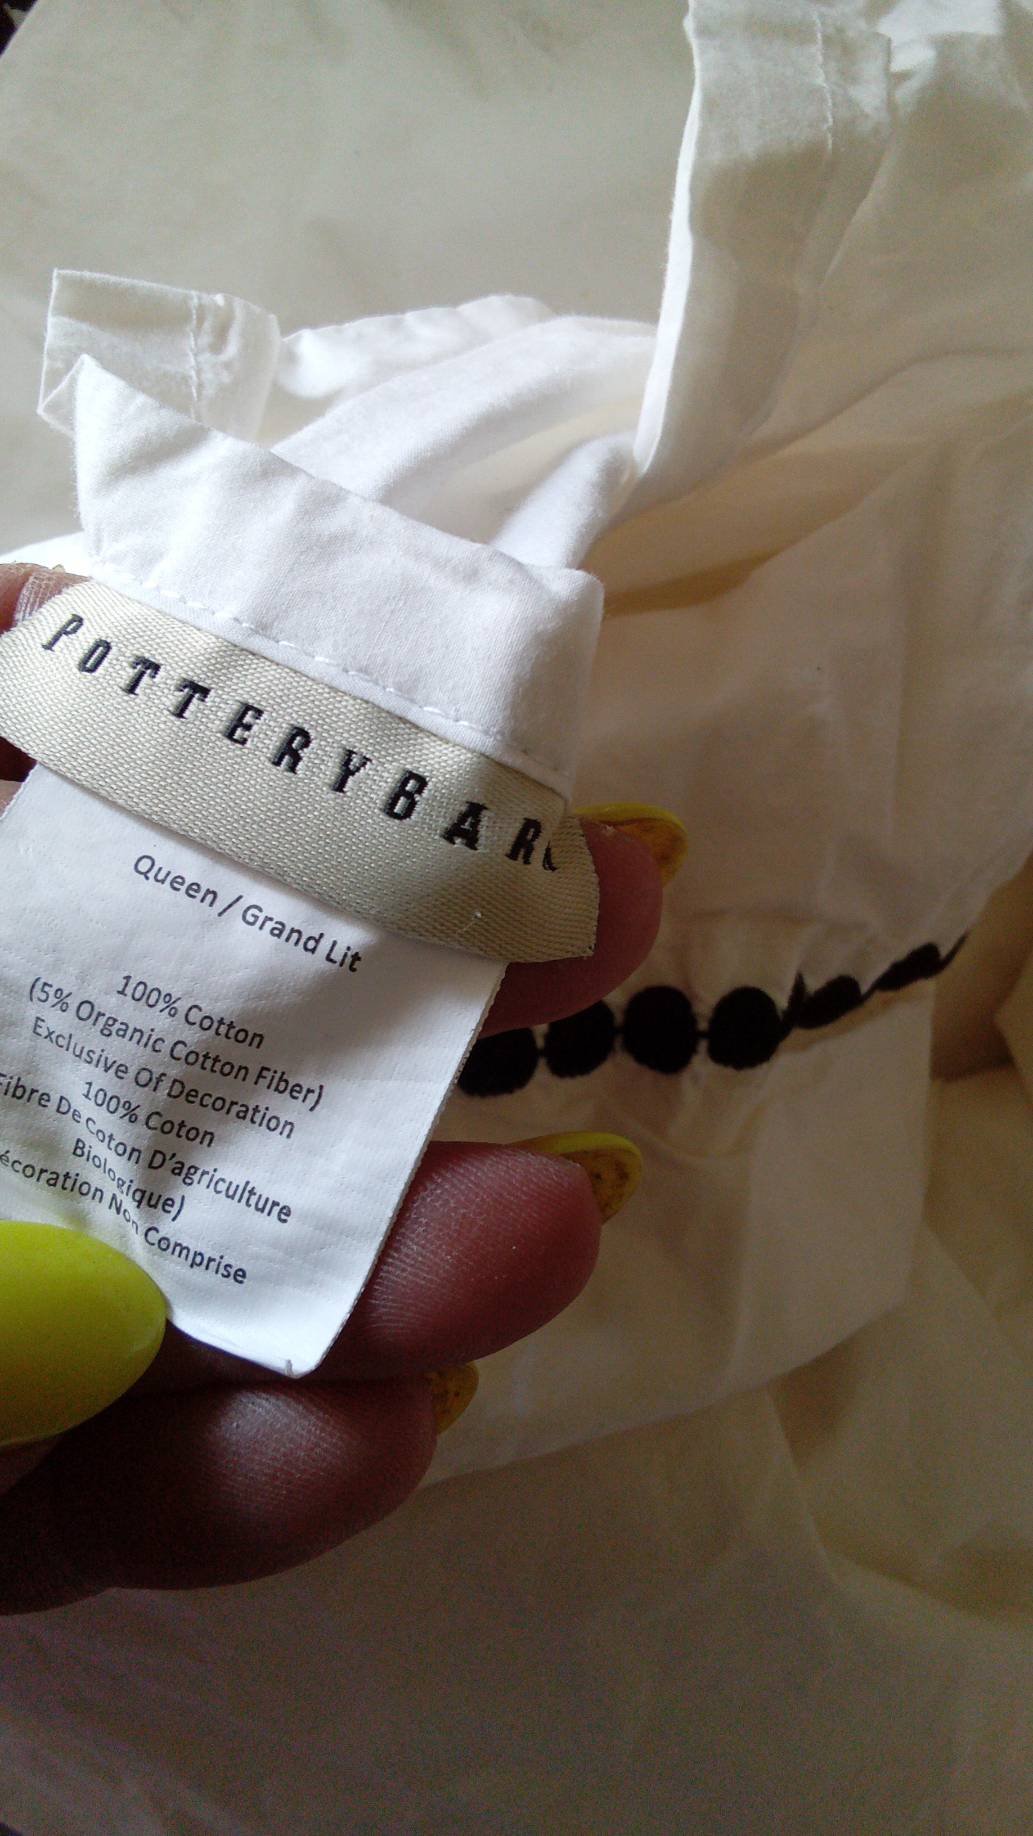 POTTERYBAR
Queen / Grand Lit
100% Cotton
(5% Organic Cotton Fiber)
Exclusive Of Decoration
100% Coton
Fibre De Coton D'agriculture
Biologique)
écoration Non Comprise